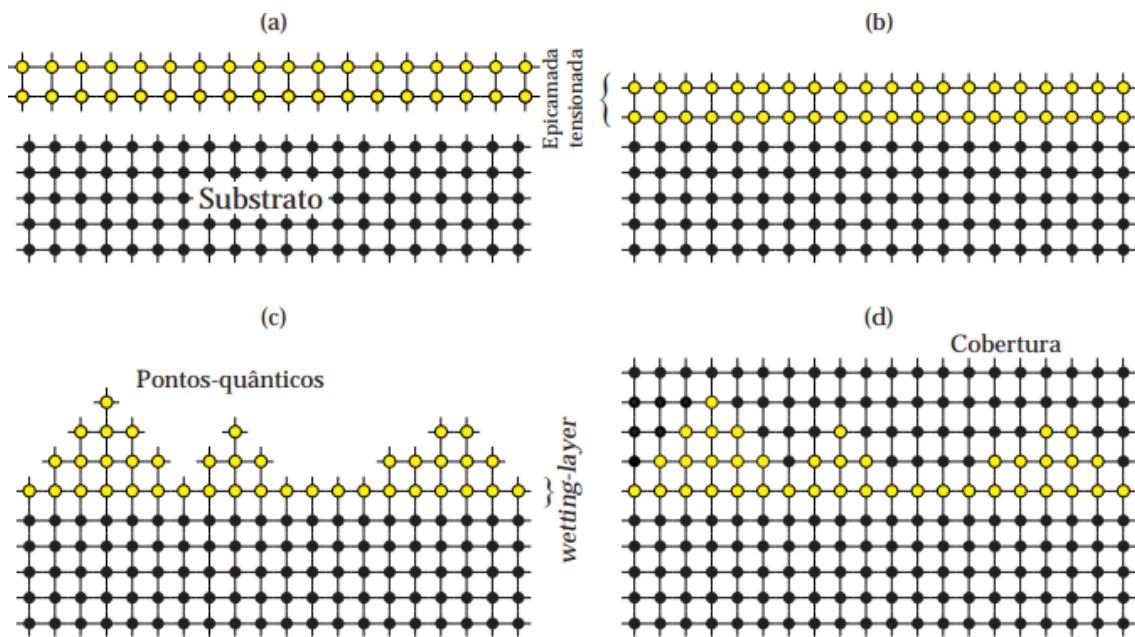 (a)
(b)
Epicamada
tensionada
Substrato
(c)
(d)
Pontos-quânticos
wetting-layer
Cobertura